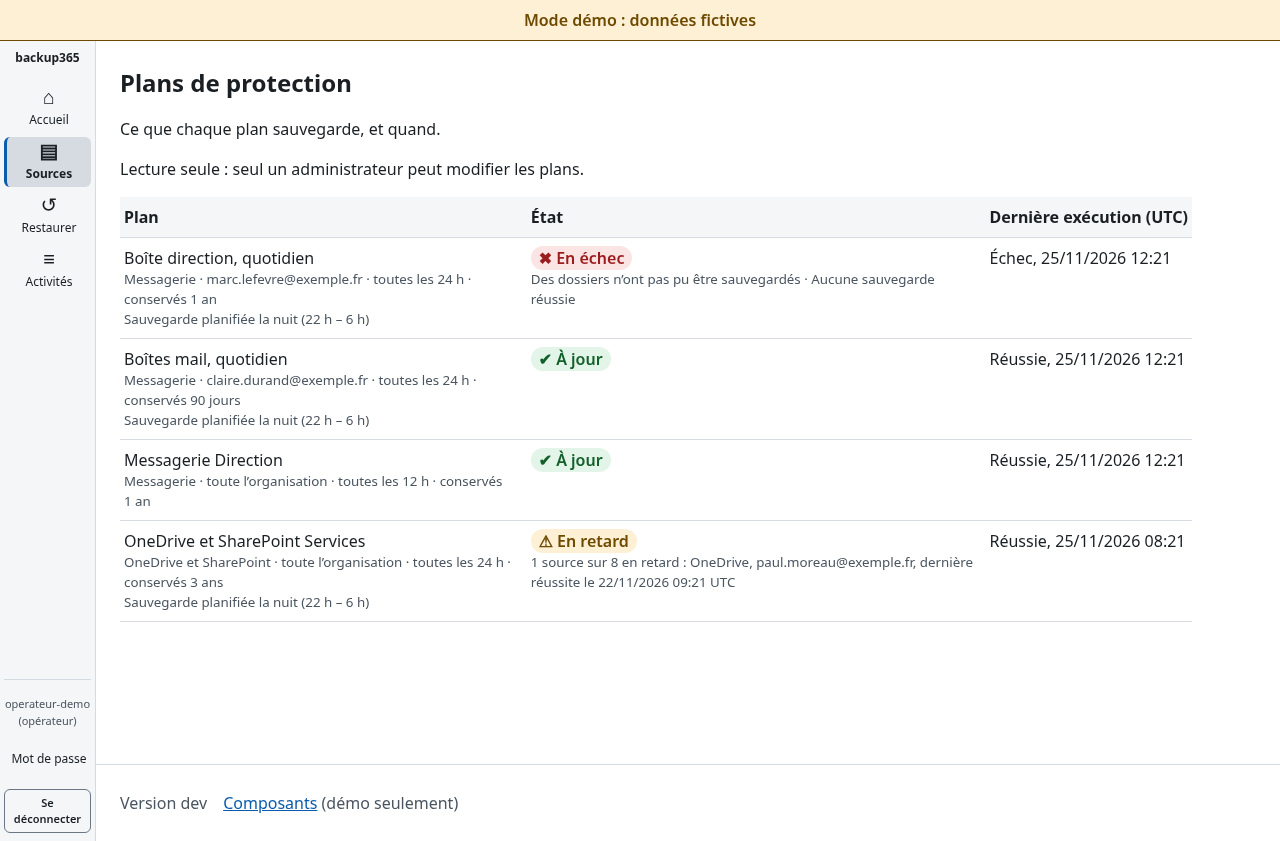 Mode démo : données fictives
backup365
Accueil
Sources
Restaurer
Activités
operateur-demo
(opérateur)
Mot de passe
Se
déconnecter
Plans de protection
Ce que chaque plan sauvegarde, et quand.
Lecture seule : seul un administrateur peut modifier les plans.
Plan État Dernière exécution (UTC)
Boîte direction, quotidien ✖ En échec Échec, 25/11/2026 12:21
Messagerie · marc.lefevre@exemple.fr · toutes les 24 h · Des dossiers n’ont pas pu être sauvegardés · Aucune sauvegarde
conservés 1 an réussie
Sauvegarde planifiée la nuit (22 h – 6 h)
Boîtes mail, quotidien ✔ À jour Réussie, 25/11/2026 12:21
Messagerie · claire.durand@exemple.fr · toutes les 24 h ·
conservés 90 jours
Sauvegarde planifiée la nuit (22 h – 6 h)
Messagerie Direction ✔ À jour Réussie, 25/11/2026 12:21
Messagerie · toute l’organisation · toutes les 12 h · conservés
1 an
OneDrive et SharePoint Services ⚠ En retard Réussie, 25/11/2026 08:21
OneDrive et SharePoint · toute l’organisation · toutes les 24 h · 1 source sur 8 en retard : OneDrive, paul.moreau@exemple.fr, dernière
conservés 3 ans réussite le 22/11/2026 09:21 UTC
Sauvegarde planifiée la nuit (22 h – 6 h)
Version dev Composants (démo seulement)